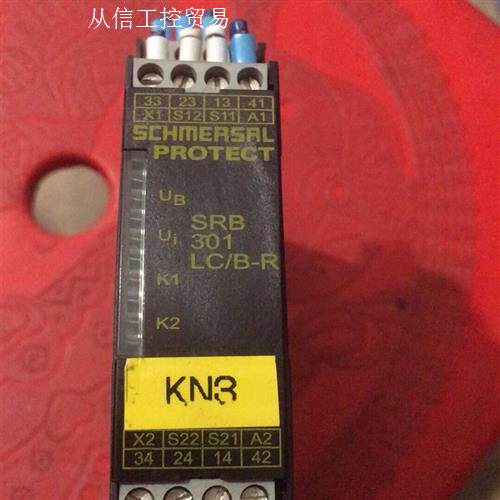 从信工控贸易
33 23 13 41
X1 S12 S11 A1
SCHMERSAL
PROTECT
UB
SRB
Ui
301
LC/B-R
K1
K2
KN3
X2 S22 S21 A2
34 24 14 42